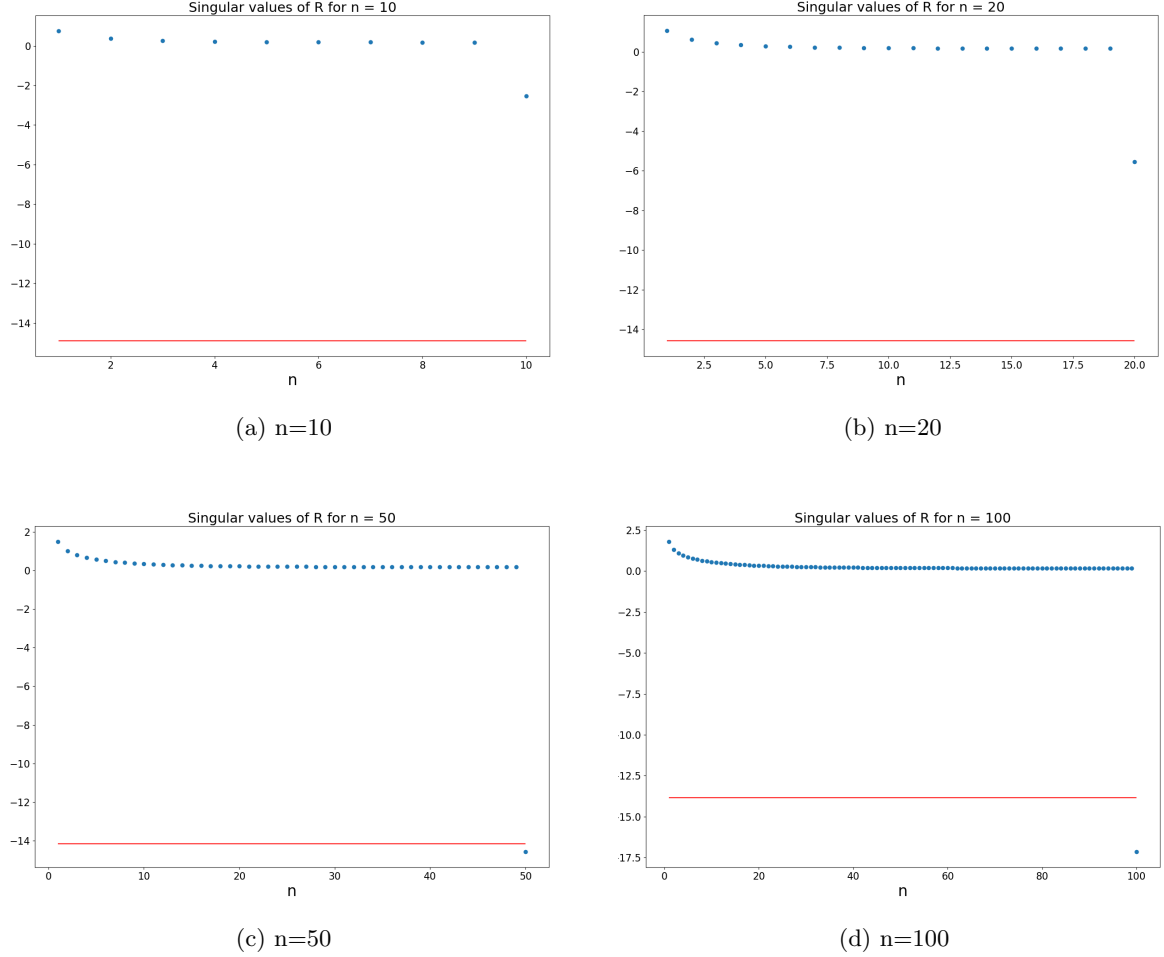 Singular values of R for n = 10
0
−2
−4
−6
−8
−10
−12
−14
2 4 6 8 10
n
(a) n=10
Singular values of R for n = 20
0
−2
−4
−6
−8
−10
−12
−14
2.5 5.0 7.5 10.0 12.5 15.0 17.5 20.0
n
(b) n=20
Singular values of R for n = 50
2
0
−2
−4
−6
−8
−10
−12
−14
0 10 20 30 40 50
n
(c) n=50
Singular values of R for n = 100
2.5
0.0
−2.5
−5.0
−7.5
10.0
12.5
15.0
17.5
0 20 40 60 80 100
n
(d) n=100